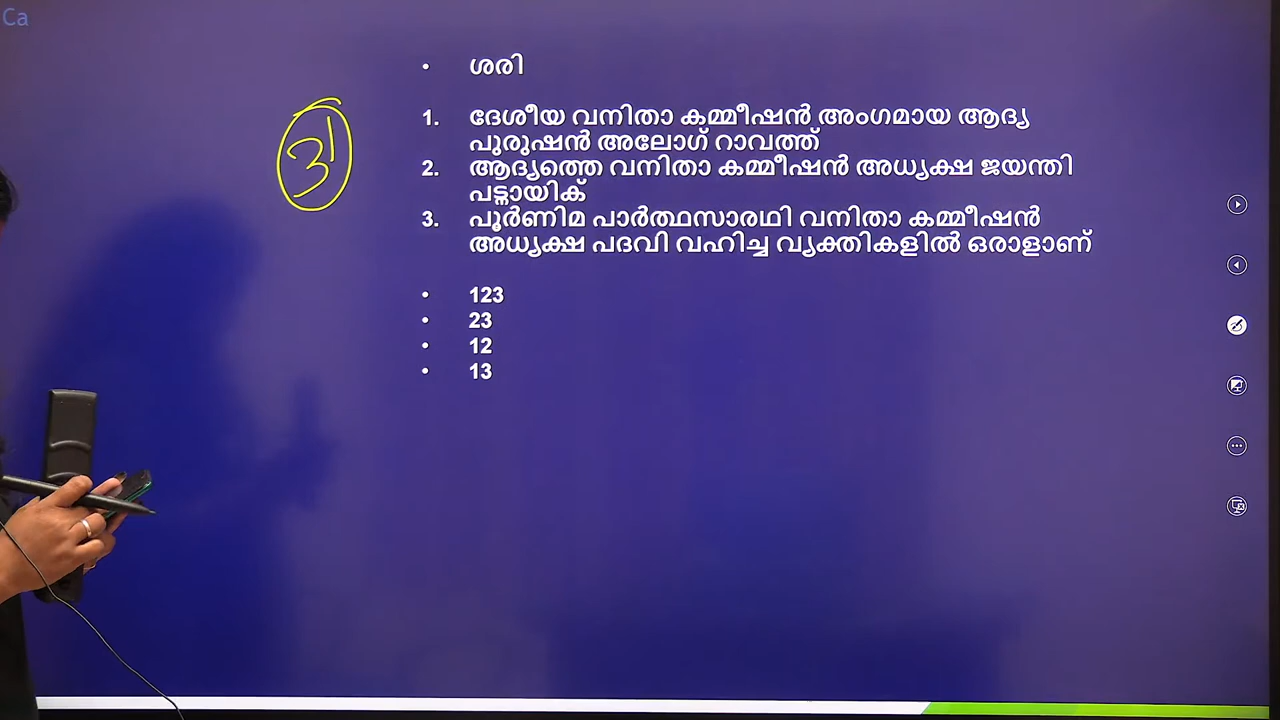 Ca
• ശരി
31
1. ദേശീയ വനിതാ കമ്മീഷൻ അംഗമായ ആദ്യ
പുരുഷൻ അലോഗ് റാവത്ത്
2. ആദ്യത്തെ വനിതാ കമ്മീഷൻ അധ്യക്ഷ ജയന്തി
പട്നായിക്
3. പൂർണിമ പാർത്ഥസാരഥി വനിതാ കമ്മീഷൻ
അധ്യക്ഷ പദവി വഹിച്ച വ്യക്തികളിൽ ഒരാളാണ്
• 123
• 23
• 12
• 13